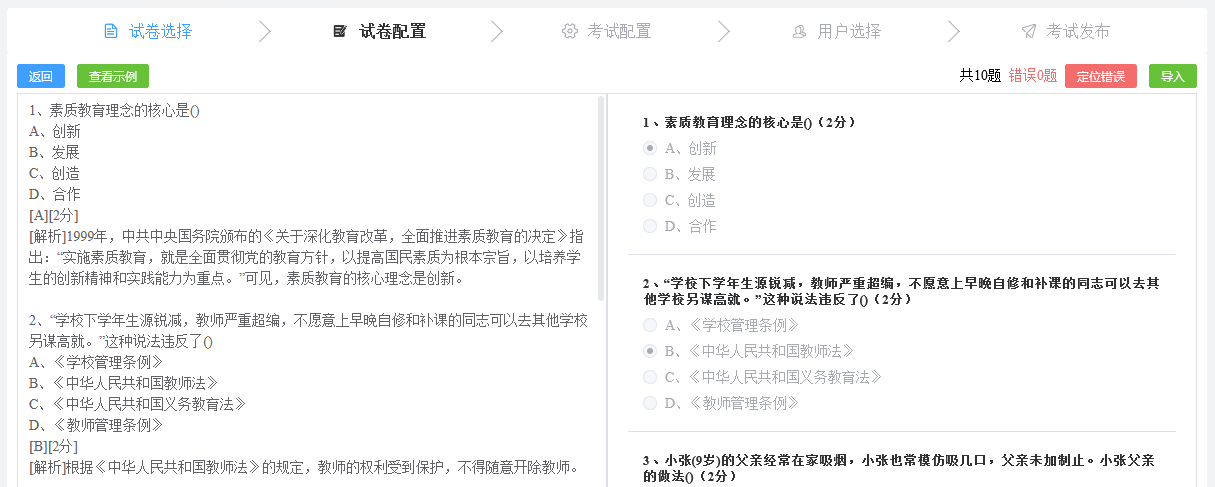 试卷选择 试卷配置 考试配置 用户选择 考试发布
返回 查看示例 共10题 错误0题 定位错误 导入
1、素质教育理念的核心是()
A、创新
B、发展
C、创造
D、合作
[A][2分]
[解析]1999年，中共中央国务院颁布的《关于深化教育改革，全面推进素质教育的决定》指
出：“实施素质教育，就是全面贯彻党的教育方针，以提高国民素质为根本宗旨，以培养学
生的创新精神和实践能力为重点。”可见，素质教育的核心理念是创新。
2、“学校下学年生源锐减，教师严重超编，不愿意上早晚自修和补课的同志可以去其他学校
另谋高就。”这种说法违反了()
A、《学校管理条例》
B、《中华人民共和国教师法》
C、《中华人民共和国义务教育法》
D、《教师管理条例》
[B][2分]
[解析]根据《中华人民共和国教师法》的规定，教师的权利受到保护，不得随意开除教师。
1、素质教育理念的核心是()（2分）
A、创新
B、发展
C、创造
D、合作
2、“学校下学年生源锐减，教师严重超编，不愿意上早晚自修和补课的同志可以去其
他学校另谋高就。”这种说法违反了()（2分）
A、《学校管理条例》
B、《中华人民共和国教师法》
C、《中华人民共和国义务教育法》
D、《教师管理条例》
3、小张(9岁)的父亲经常在家吸烟，小张也常模仿吸几口，父亲未加制止。小张父亲
的做法()（2分）